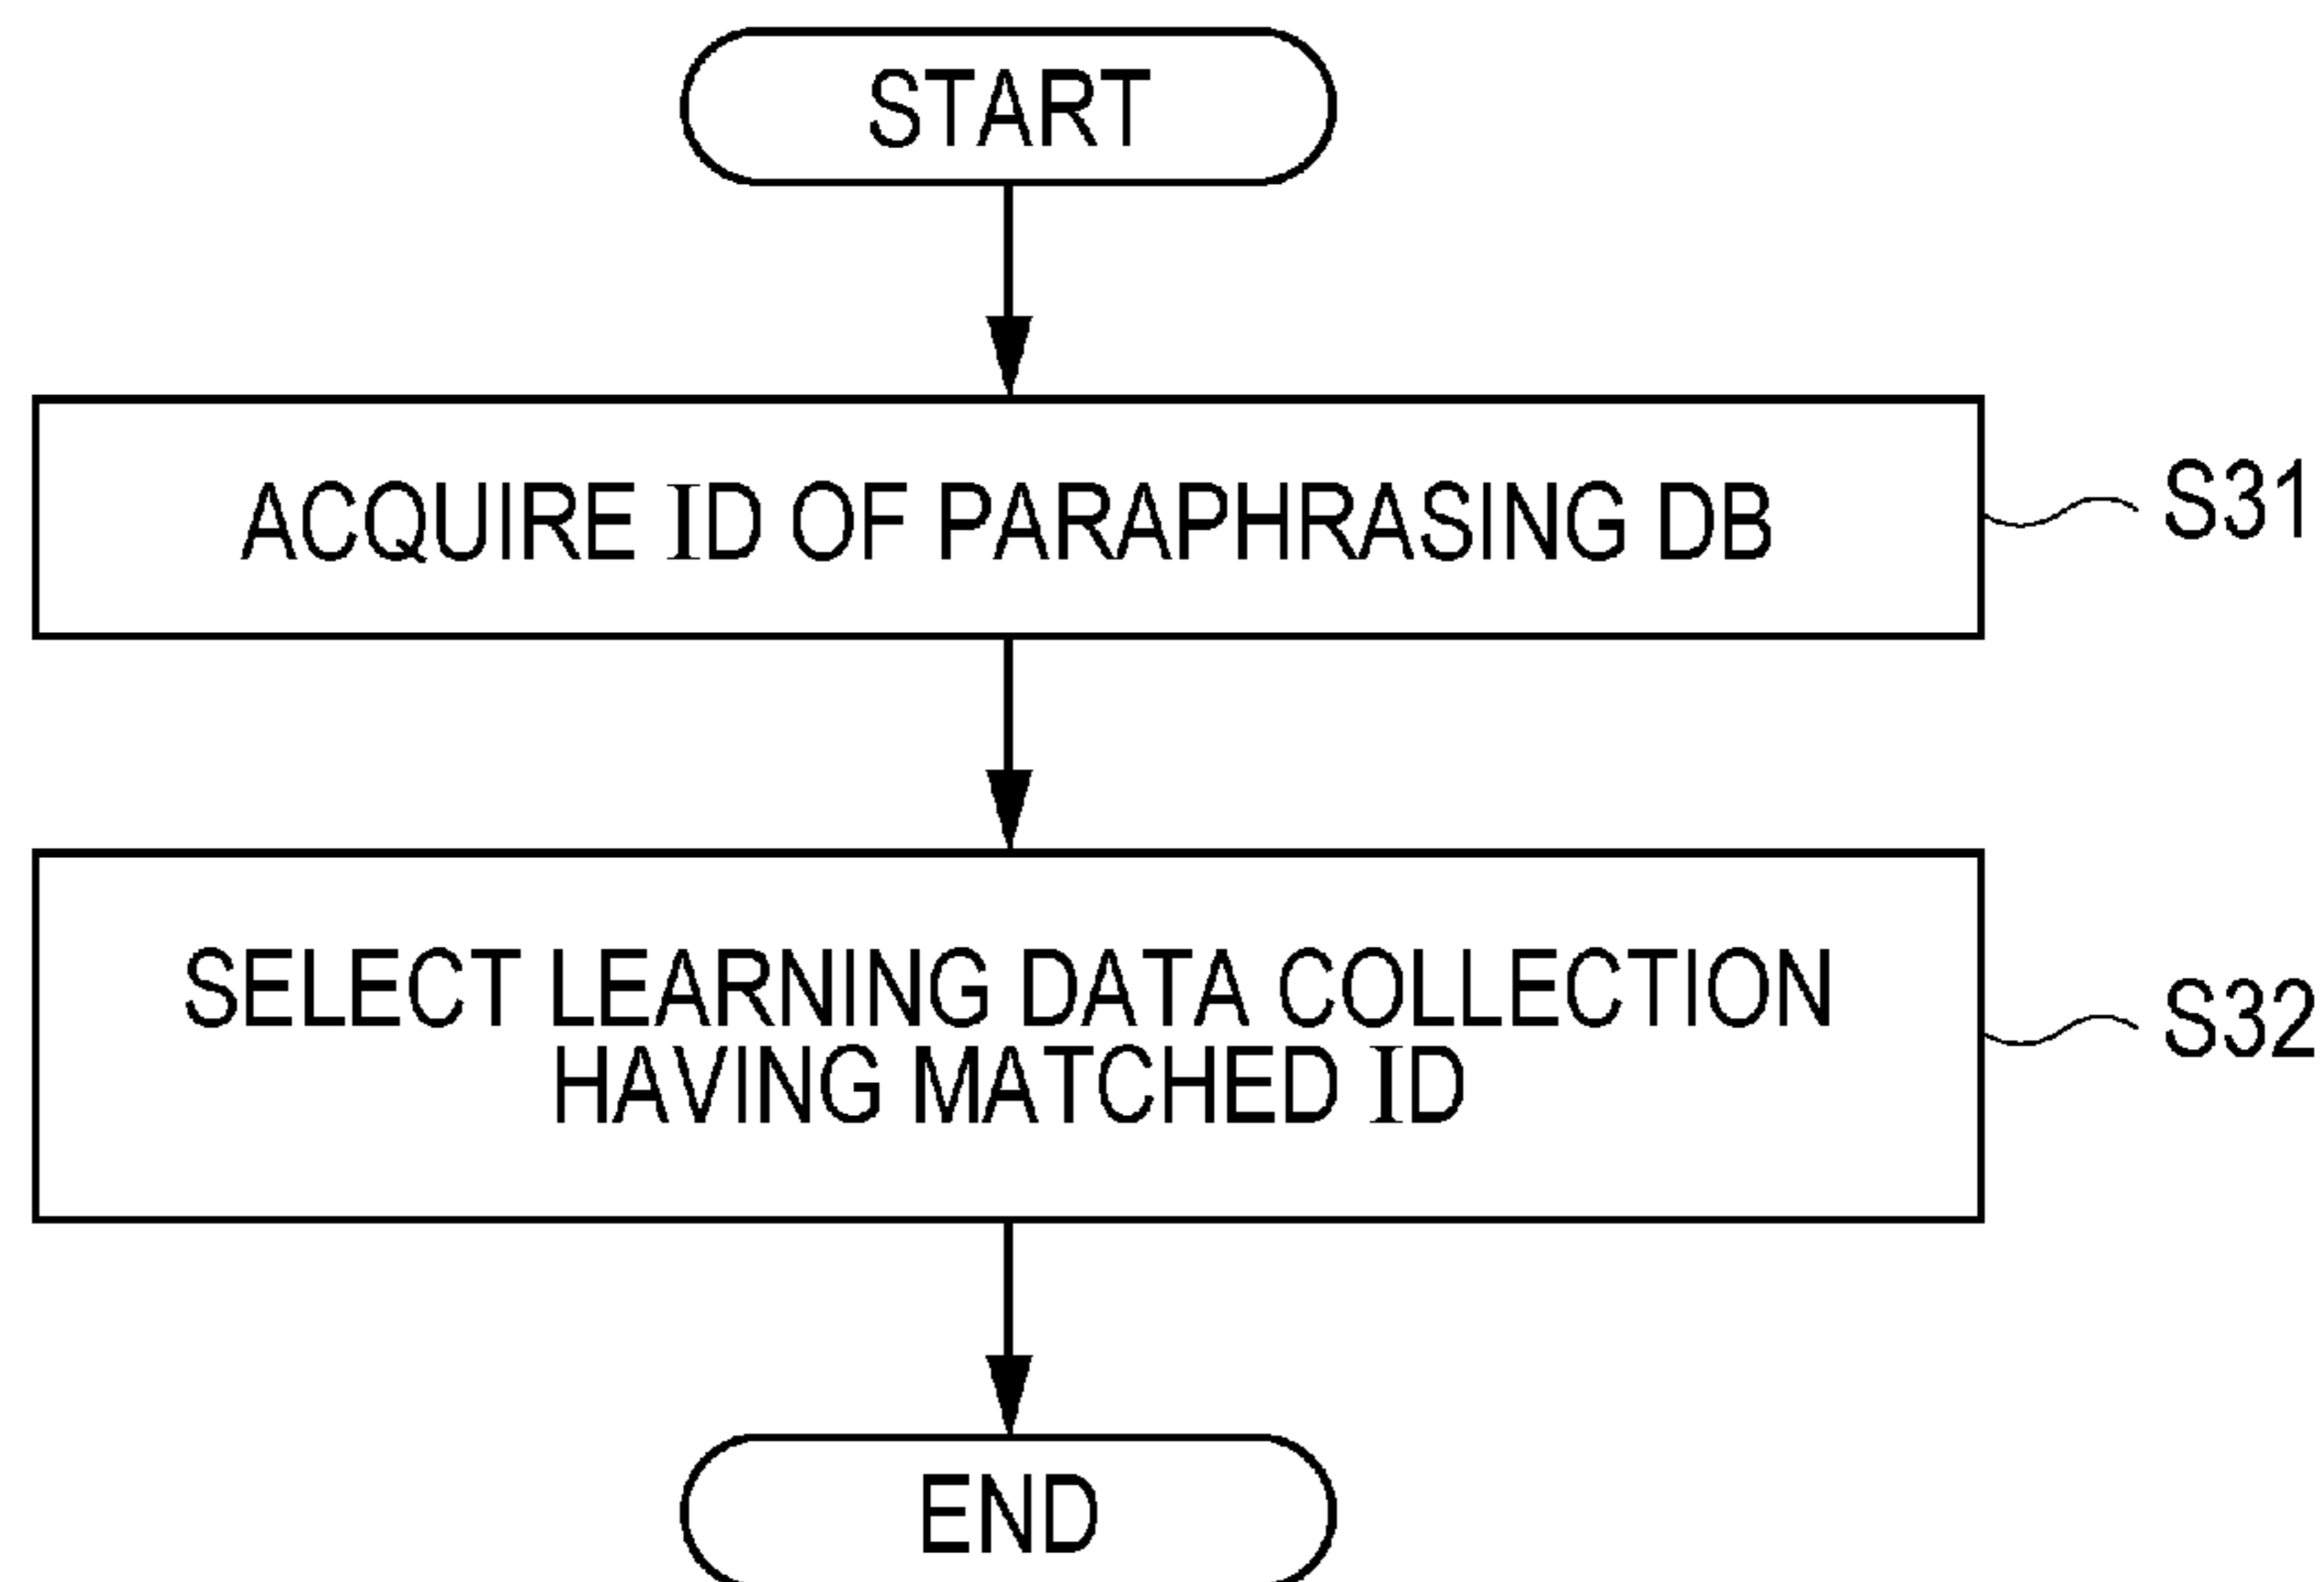 START
ACQUIRE ID OF PARAPHRASING DB
S31
SELECT LEARNING DATA COLLECTION
HAVING MATCHED ID
S32
END